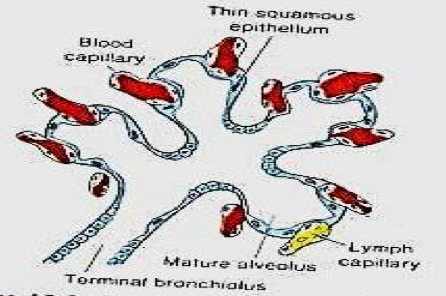 Thin squamous
epithelium
Blood
capillary
Lymph
capillary
Mature alveolus
Terminal bronchiolus